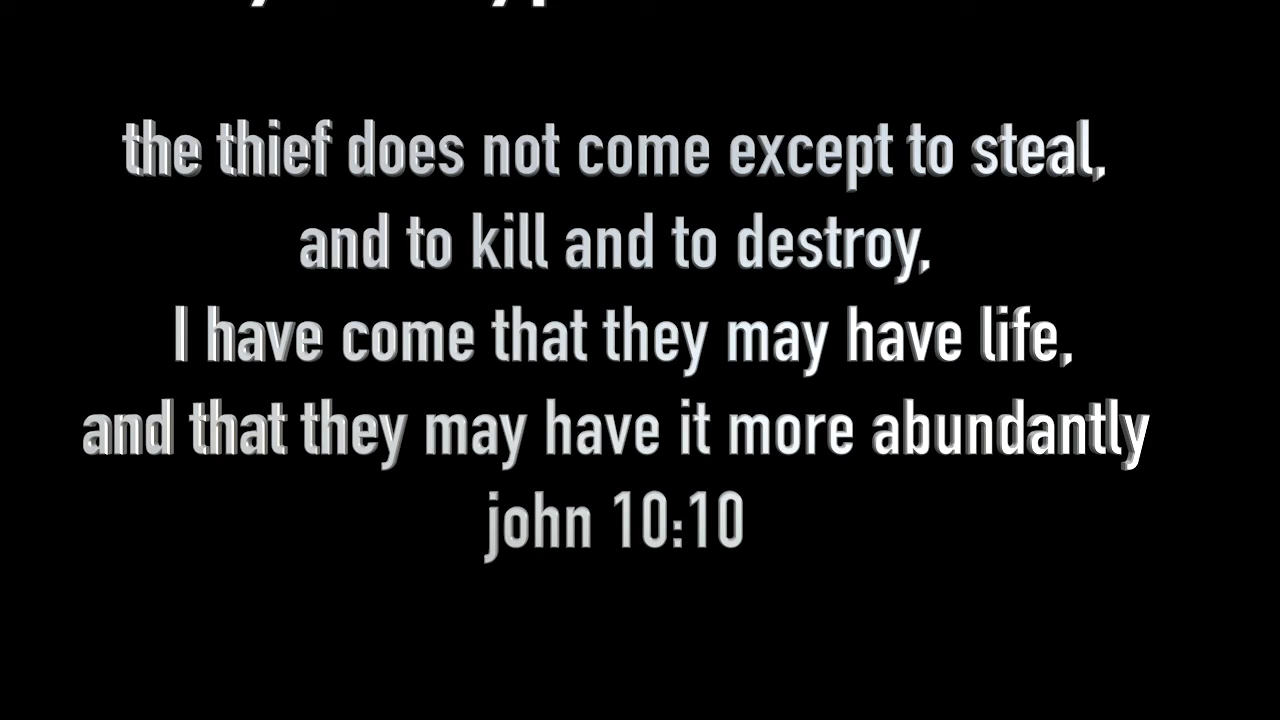 the thief does not come except to steal,
and to kill and to destroy,
I have come that they may have life,
and that they may have it more abundantly
john 10:10